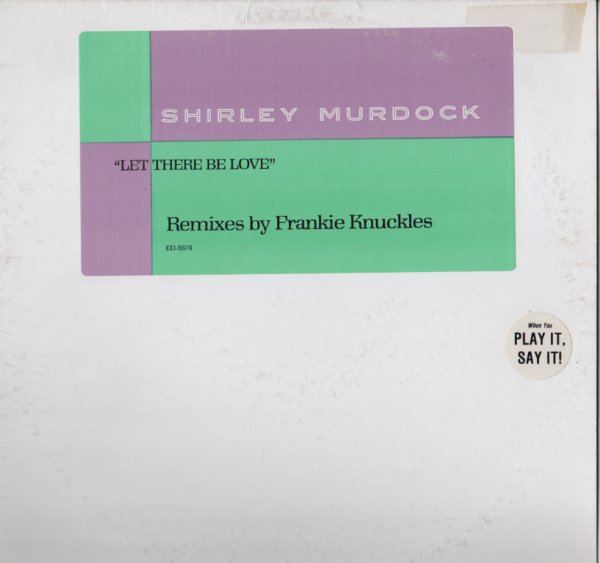 SHIRLEY MURDOCK
“LET THERE BE LOVE”
Remixes by Frankie Knuckles
ED-5574
When You
PLAY IT,
SAY IT!